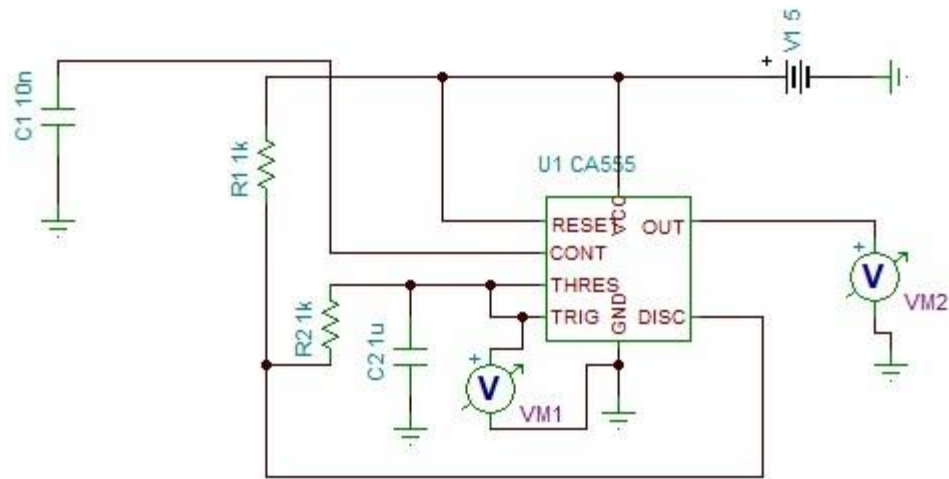 V1 5
C1 10n
R1 1k
U1 CA555
VCC
RESET
OUT
CONT
THRES
TRIG
GND
DISC
R2 1k
C2 1u
+
V
VM1
+
V
VM2
+